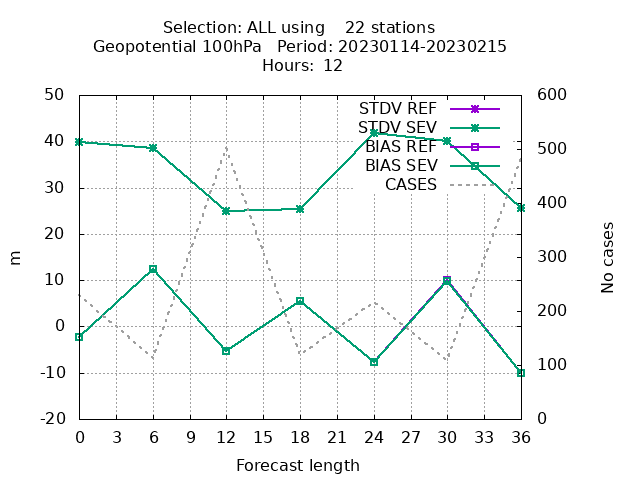 Selection: ALL using    22 stations
Geopotential 100hPa   Period: 20230114-20230215
Hours: 12
50
40
30
20
10
0
-10
-20
m
600
500
400
300
200
100
0
No cases
STDV REF
STDV SEV
BIAS REF
BIAS SEV
CASES
0 3 6 9 12 15 18 21 24 27 30 33 36
Forecast length